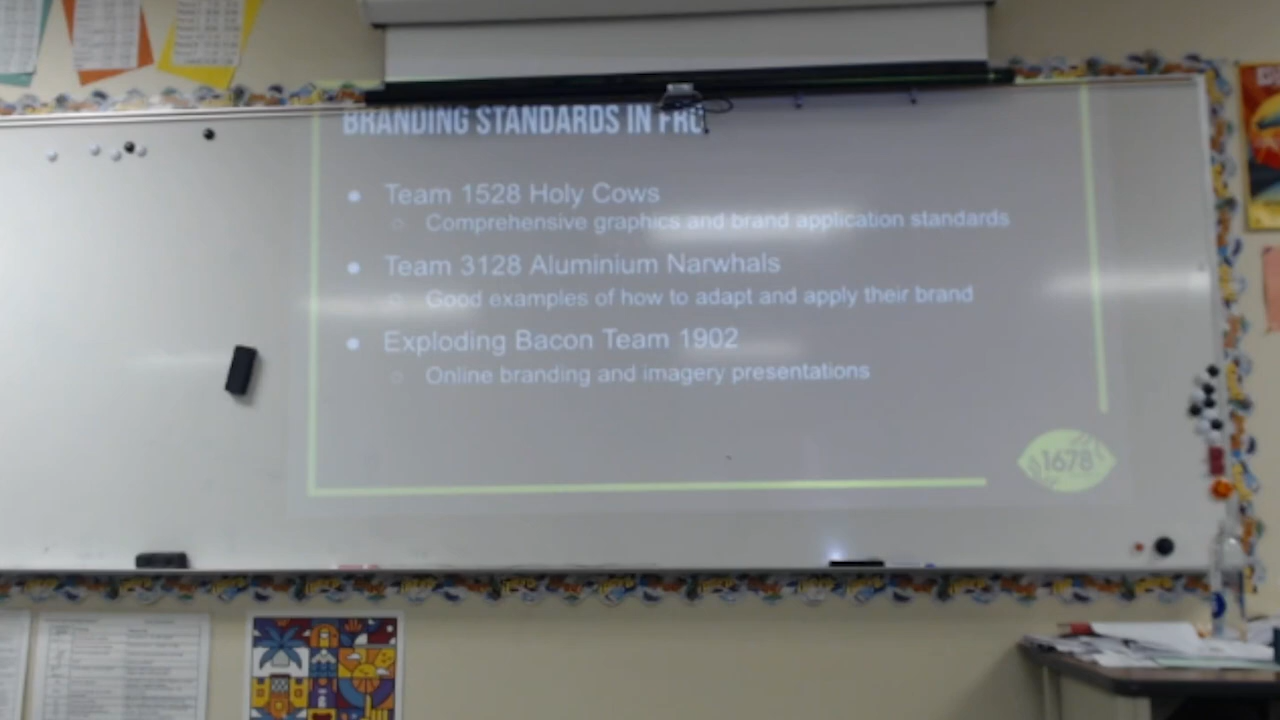 BRANDING STANDARDS IN FRC
Team 1528 Holy Cows
Comprehensive graphics and brand application standards
Team 3128 Aluminium Narwhals
Good examples of how to adapt and apply their brand
Exploding Bacon Team 1902
Online branding and imagery presentations
1678